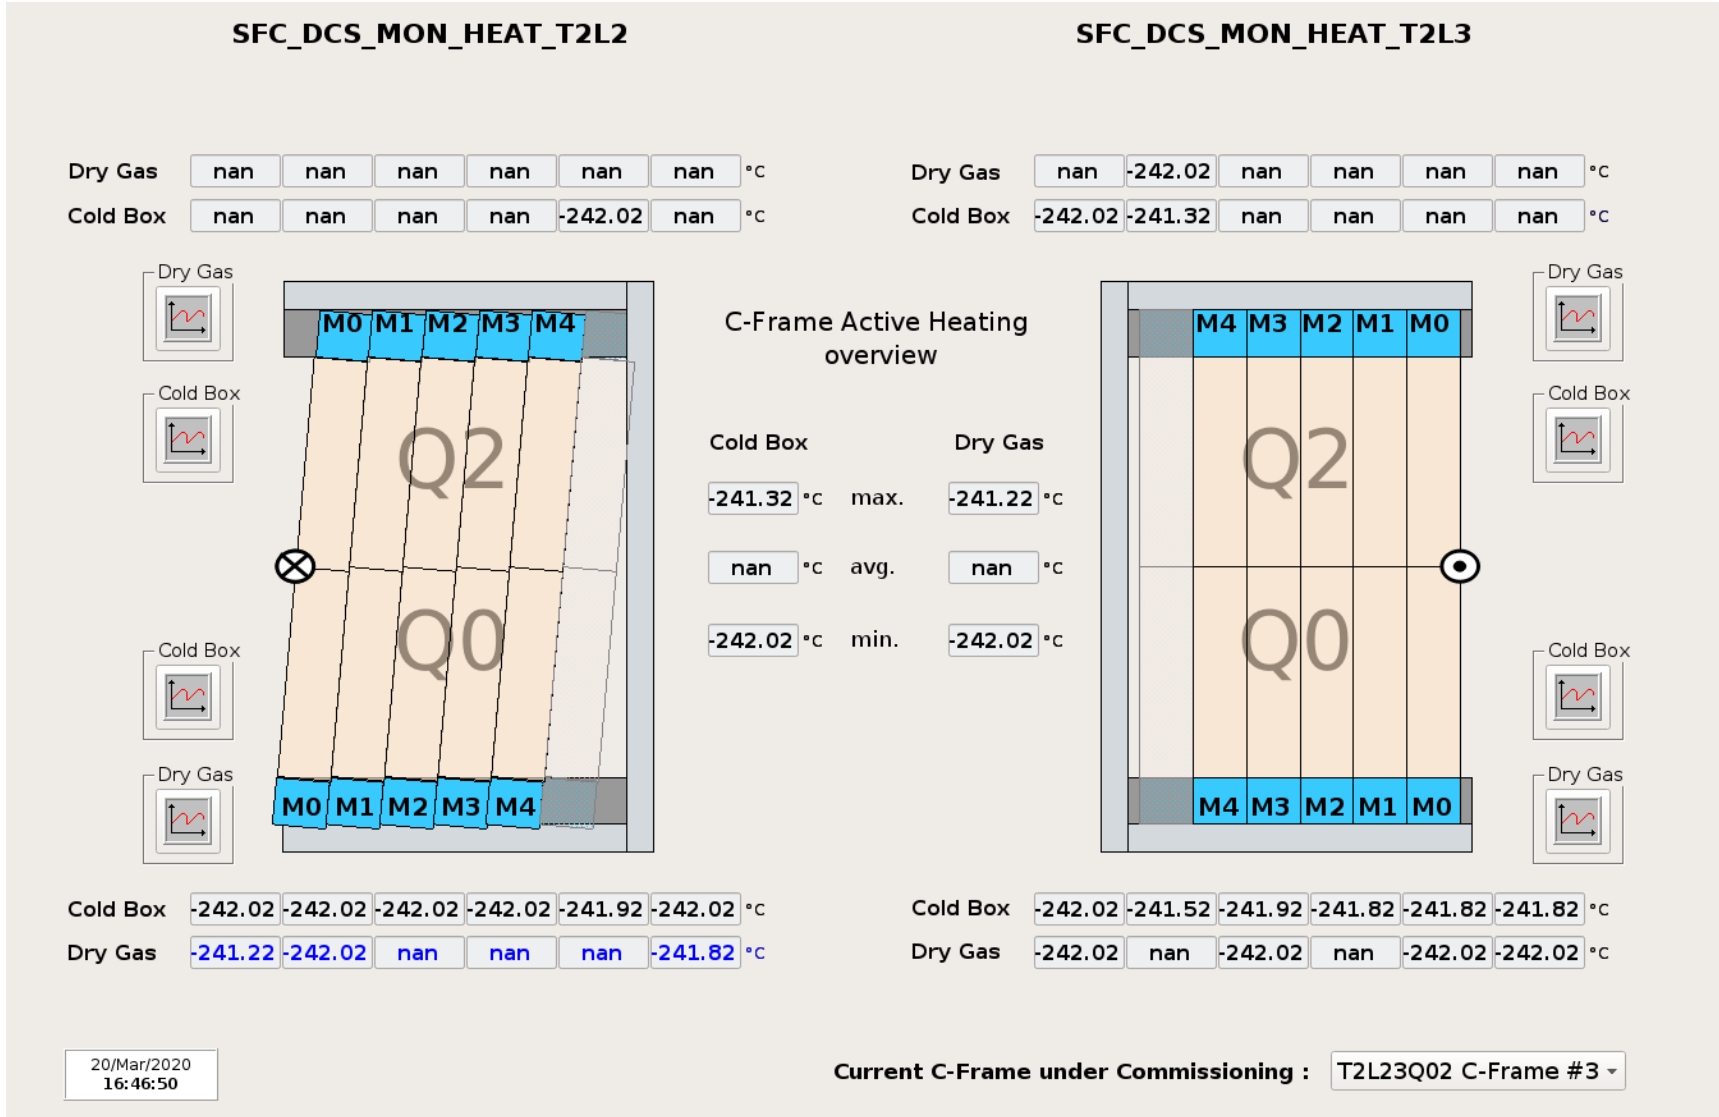 SFC_DCS_MON_HEAT_T2L2 SFC_DCS_MON_HEAT_T2L3
Dry Gas nan nan nan nan nan nan °C Dry Gas nan -242.02 nan nan nan nan °C
Cold Box nan nan nan nan -242.02 nan °C Cold Box -242.02 -241.32 nan nan nan nan °C
Dry Gas Dry Gas
M0 M1 M2 M3 M4 C-Frame Active Heating M4 M3 M2 M1 M0
overview
Cold Box Cold Box
Q2 Q2
Cold Box Dry Gas
-241.32 °C max. -241.22 °C
nan °C avg. nan °C
-242.02 °C min. -242.02 °C
Q0 Q0
Cold Box Cold Box
Dry Gas Dry Gas
M0 M1 M2 M3 M4 M4 M3 M2 M1 M0
Cold Box -242.02 -242.02 -242.02 -242.02 -241.92 -242.02 °C Cold Box -242.02 -241.52 -241.92 -241.82 -241.82 -241.82 °C
Dry Gas -241.22 -242.02 nan nan nan -241.82 °C Dry Gas -242.02 nan -242.02 nan -242.02 -242.02 °C
20/Mar/2020
16:46:50
Current C-Frame under Commissioning : T2L23Q02 C-Frame #3